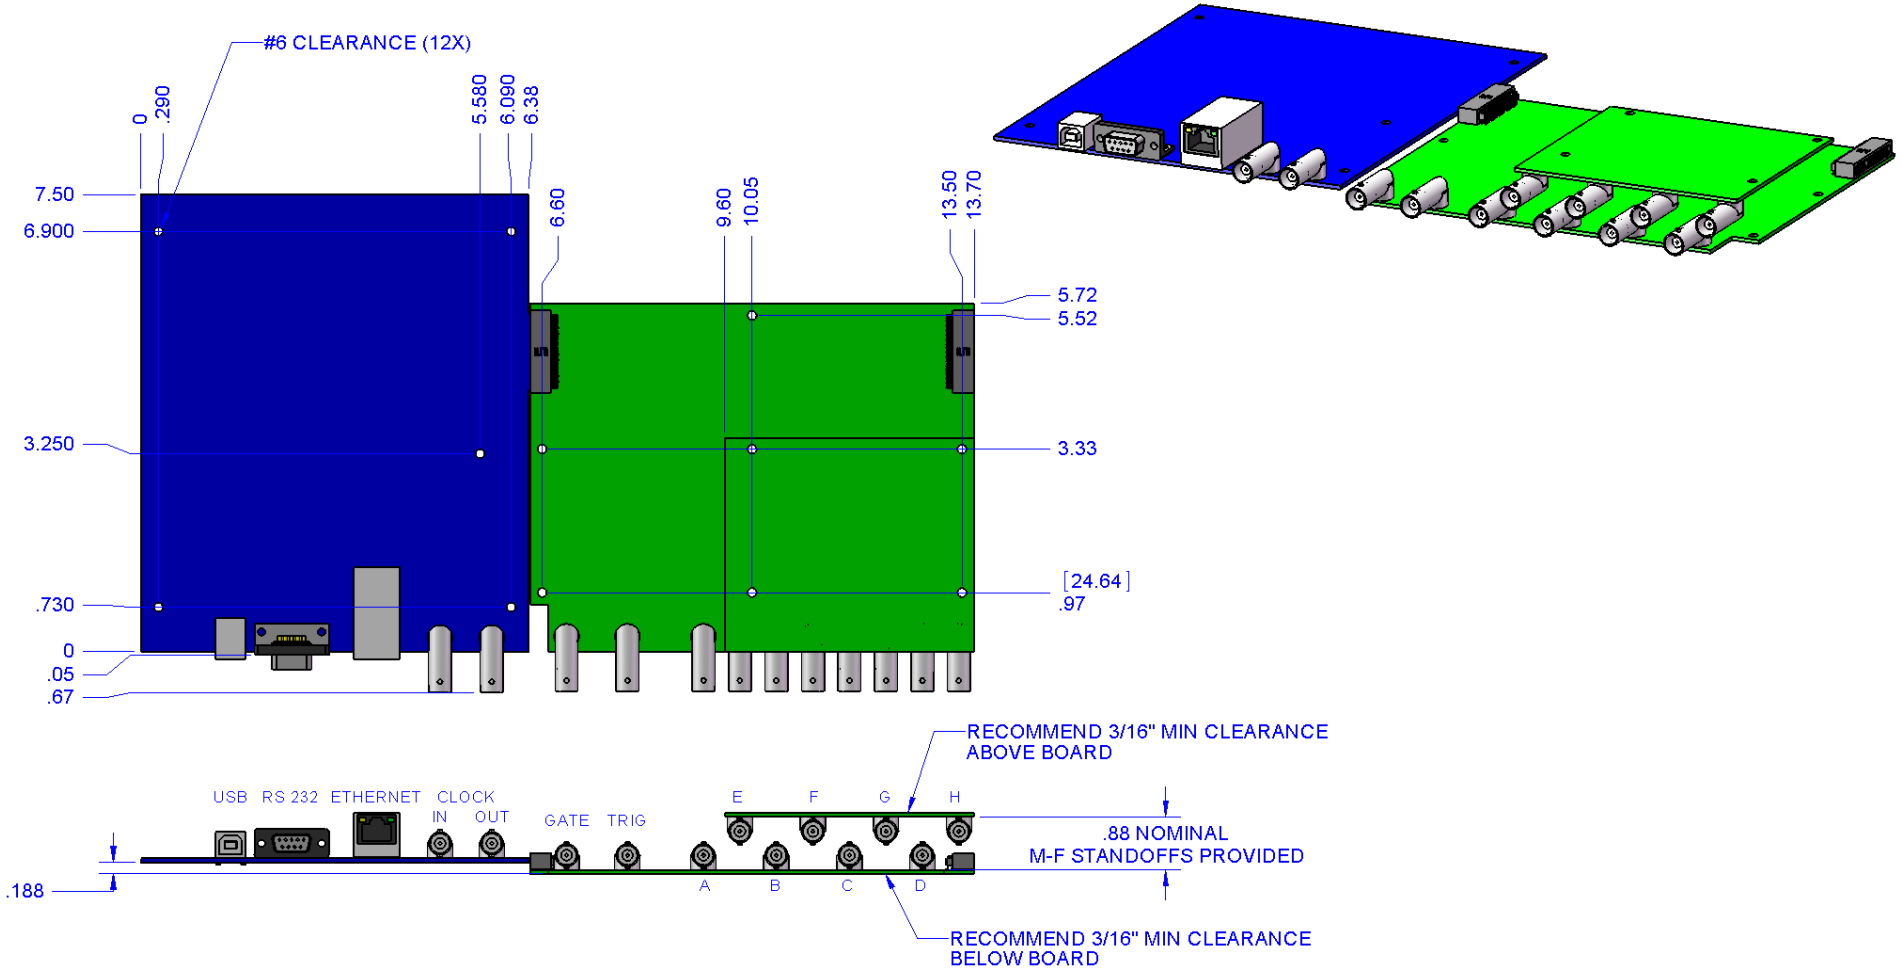 #6 CLEARANCE (12X)
0
.290
5.580
6.090
6.38
7.50
6.900
3.250
.730
0
.05
.67
6.60
9.60
10.05
13.50
13.70
5.72
5.52
3.33
[24.64]
.97
RECOMMEND 3/16" MIN CLEARANCE
ABOVE BOARD
USB RS 232 ETHERNET CLOCK
IN OUT
GATE TRIG
E F G H
.88 NOMINAL
M-F STANDOFFS PROVIDED
A B C D
.188
RECOMMEND 3/16" MIN CLEARANCE
BELOW BOARD